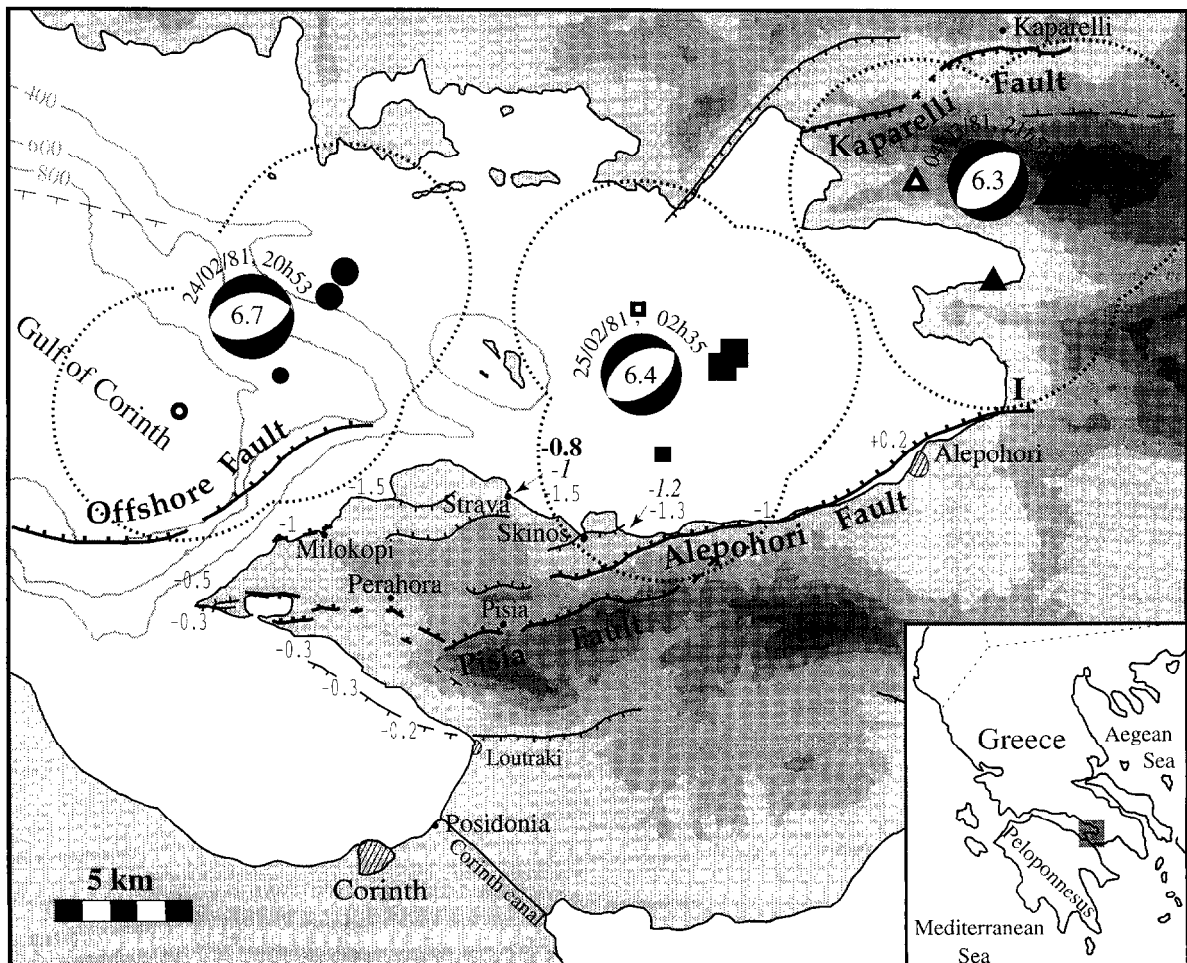 Kaparelli
Kaparelli Fault
400
600
800
21h
6.3
24/02/81, 20h53
6.7
25/02/81, 02h35
6.4
Gulf of Corinth
Offshore Fault
I
+0.2
Alepohori
-0.8
-1
-1.5
1.5
Strava
-1.2
-1.3
-1
Skinos
Alepohori Fault
-1
Milokopi
Perahora
-0.5
-0.3
Pisia
Pisia Fault
-0.3
-0.3
-0.2
Loutraki
Posidonia
Corinth canal
Corinth
5 km
Greece
Aegean
Sea
Peloponnesus
Mediterranean
Sea